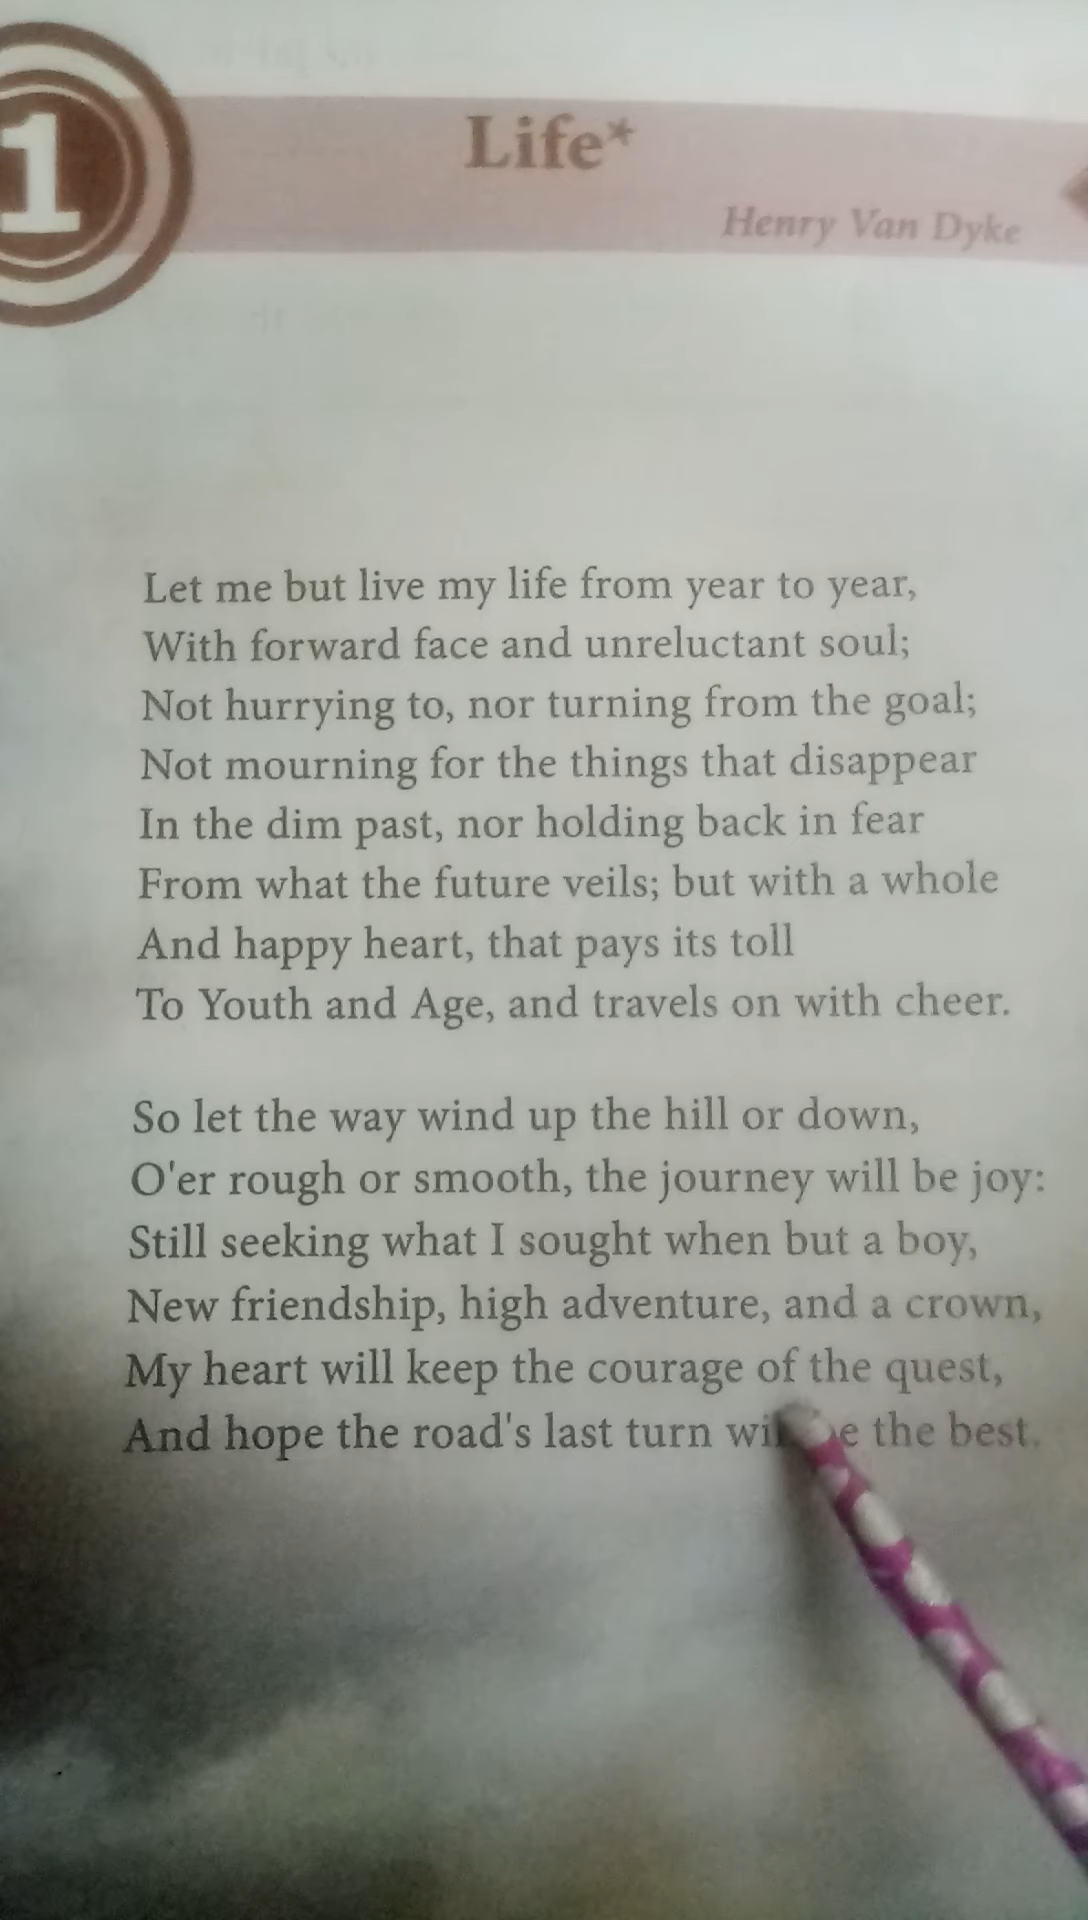 1
Life*
Henry Van Dyke
Let me but live my life from year to year,
With forward face and unreluctant soul;
Not hurrying to, nor turning from the goal;
Not mourning for the things that disappear
In the dim past, nor holding back in fear
From what the future veils; but with a whole
And happy heart, that pays its toll
To Youth and Age, and travels on with cheer.
So let the way wind up the hill or down,
O'er rough or smooth, the journey will be joy:
Still seeking what I sought when but a boy,
New friendship, high adventure, and a crown,
My heart will keep the courage of the quest,
And hope the road's last turn will be the best.